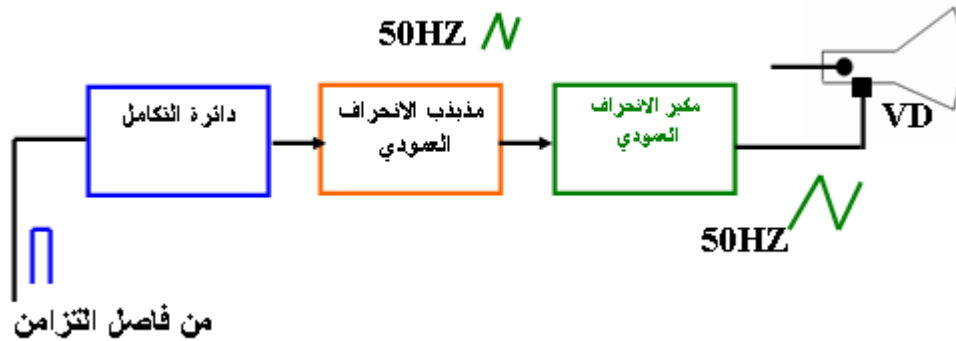 50HZ
VD
دائرة التكامل
مذبذب الانحراف
العمودي
مكبر الانحراف
العمودي
50HZ
من فاصل التزامن